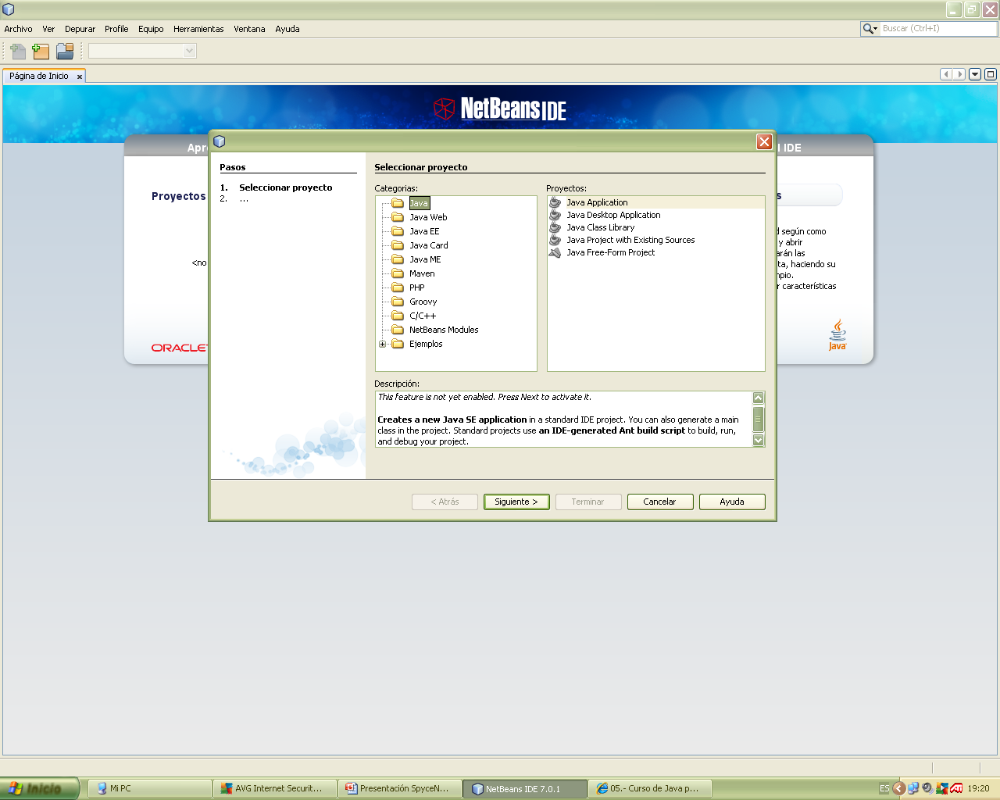 Archivo Ver Depurar Profile Equipo Herramientas Ventana Ayuda
Buscar (Ctrl+I)
Página de Inicio x
NetBeans IDE
Apr
l IDE
Pasos
1. Seleccionar proyecto
2. ...
Seleccionar proyecto
Categorias:
Java
Java Web
Java EE
Java Card
Java ME
Maven
PHP
Groovy
C/C++
NetBeans Modules
Ejemplos
Proyectos:
Java Application
Java Desktop Application
Java Class Library
Java Project with Existing Sources
Java Free-Form Project
Descripción:
This feature is not yet enabled. Press Next to activate it.
Creates a new Java SE application in a standard IDE project. You can also generate a main
class in the project. Standard projects use an IDE-generated Ant build script to build, run,
and debug your project.
< Atrás
Siguiente >
Terminar
Cancelar
Ayuda
Proyectos
<no
ORACLE
s
d según como
y abrir
arán las
ta, haciendo su
npio.
r características
Java
Inicio
Mi PC
AVG Internet Securit...
Presentación SpyceN...
NetBeans IDE 7.0.1
05.- Curso de Java p...
ES
19:20